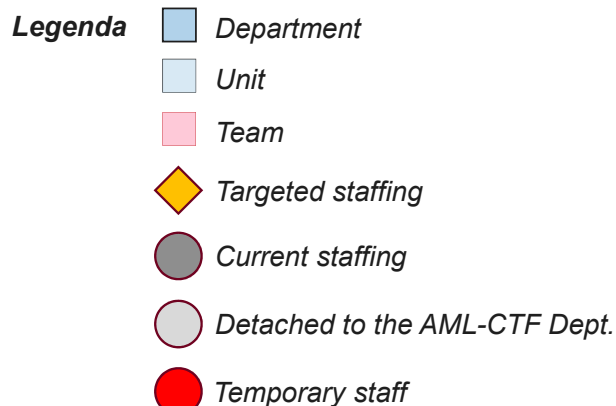 Legenda
Department
Unit
Team
Targeted staffing
Current staffing
Detached to the AML-CTF Dept.
Temporary staff